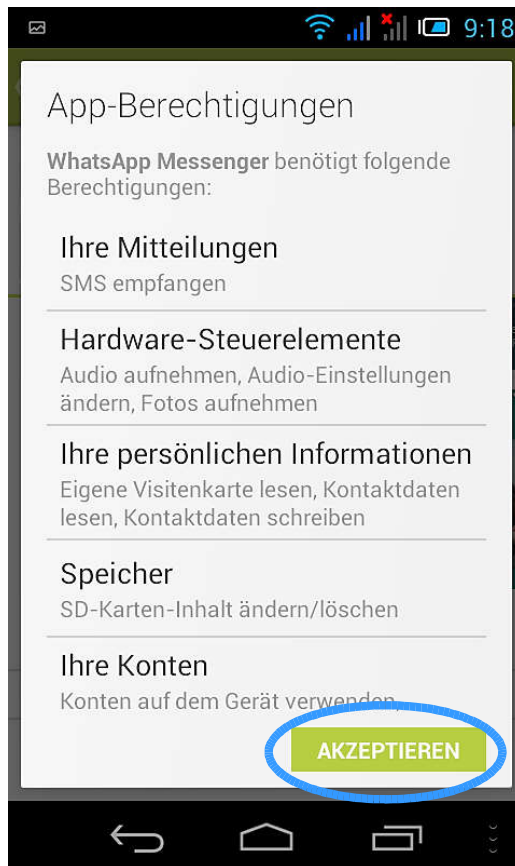 9:18
App-Berechtigungen
WhatsApp Messenger benötigt folgende
Berechtigungen:
Ihre Mitteilungen
SMS empfangen
Hardware-Steuerelemente
Audio aufnehmen, Audio-Einstellungen
ändern, Fotos aufnehmen
Ihre persönlichen Informationen
Eigene Visitenkarte lesen, Kontaktdaten
lesen, Kontaktdaten schreiben
Speicher
SD-Karten-Inhalt ändern/löschen
Ihre Konten
Konten auf dem Gerät verwenden,
AKZEPTIEREN